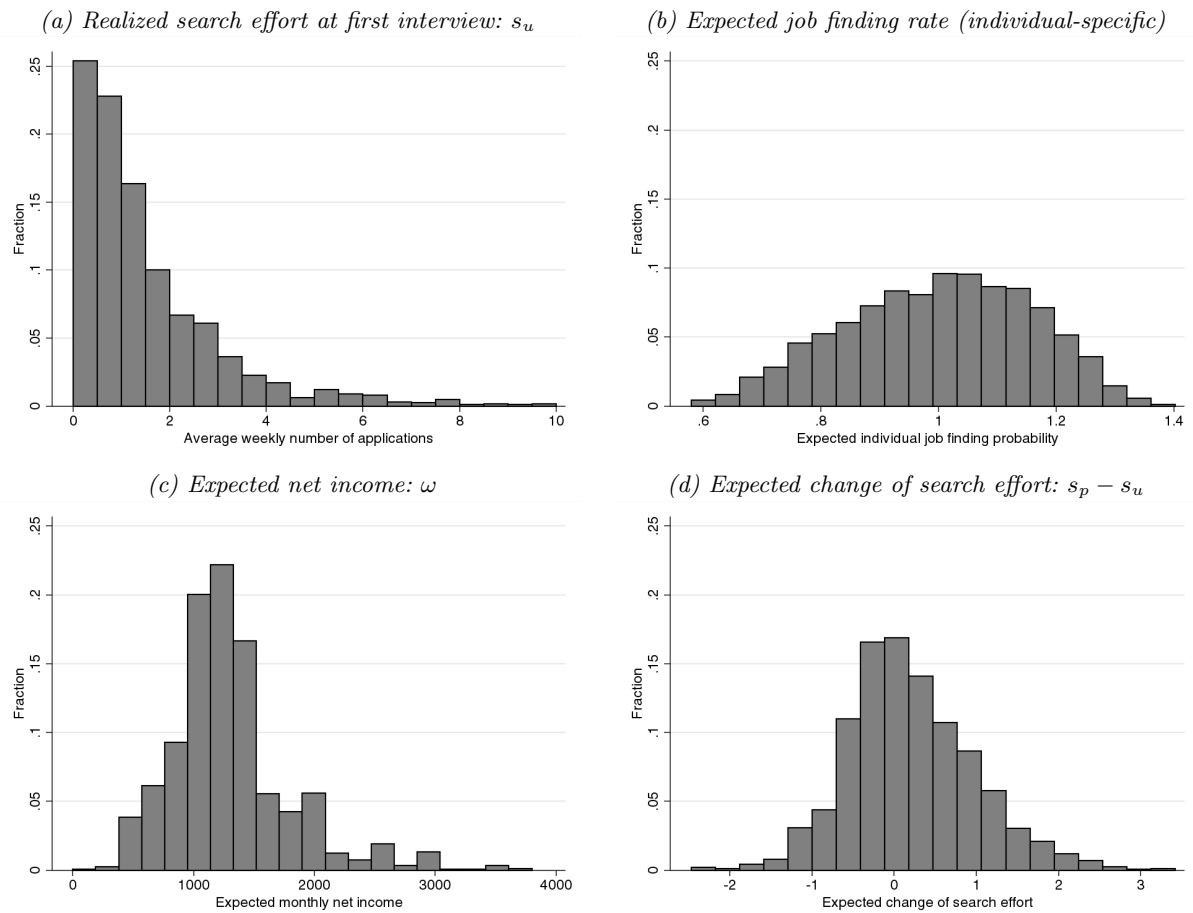 (a) Realized search effort at first interview: s_u
Fraction
.25
.2
.15
.1
.05
0
0 2 4 6 8 10
Average weekly number of applications
(b) Expected job finding rate (individual-specific)
Fraction
.25
.2
.15
.1
.05
0
.6 .8 1 1.2 1.4
Expected individual job finding probability
(c) Expected net income: ω
Fraction
.25
.2
.15
.1
.05
0
0 1000 2000 3000 4000
Expected monthly net income
(d) Expected change of search effort: s_p − s_u
Fraction
.25
.2
.15
.1
.05
0
-2 -1 0 1 2 3
Expected change of search effort